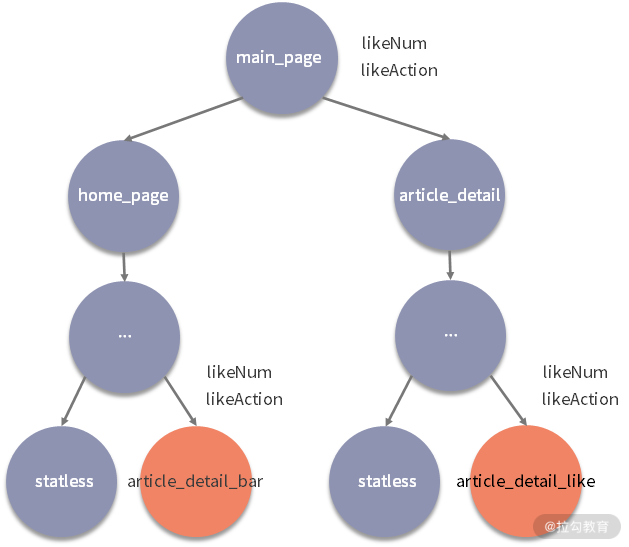 main_page
likeNum
likeAction
home_page
article_detail
...
...
likeNum
likeAction
likeNum
likeAction
statless
article_detail_bar
statless
article_detail_like
@拉勾教育